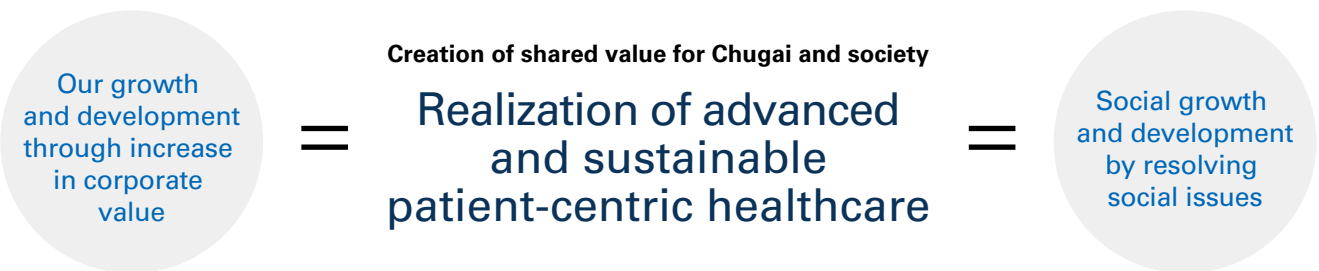 Our growth
and development
through increase
in corporate
value
=
Creation of shared value for Chugai and society
Realization of advanced
and sustainable
patient-centric healthcare
=
Social growth
and development
by resolving
social issues